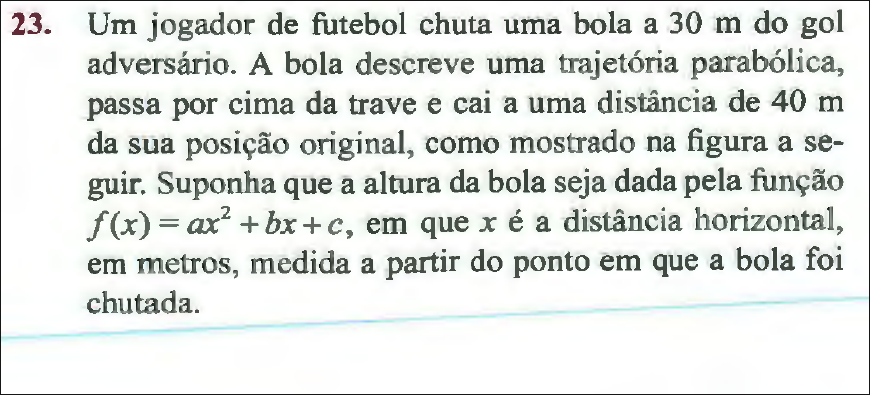 23. Um jogador de futebol chuta uma bola a 30 m do gol
adversário. A bola descreve uma trajetória parabólica,
passa por cima da trave e cai a uma distância de 40 m
da sua posição original, como mostrado na figura a se-
guir. Suponha que a altura da bola seja dada pela função
f(x) = ax² + bx + c, em que x é a distância horizontal,
em metros, medida a partir do ponto em que a bola foi
chutada.